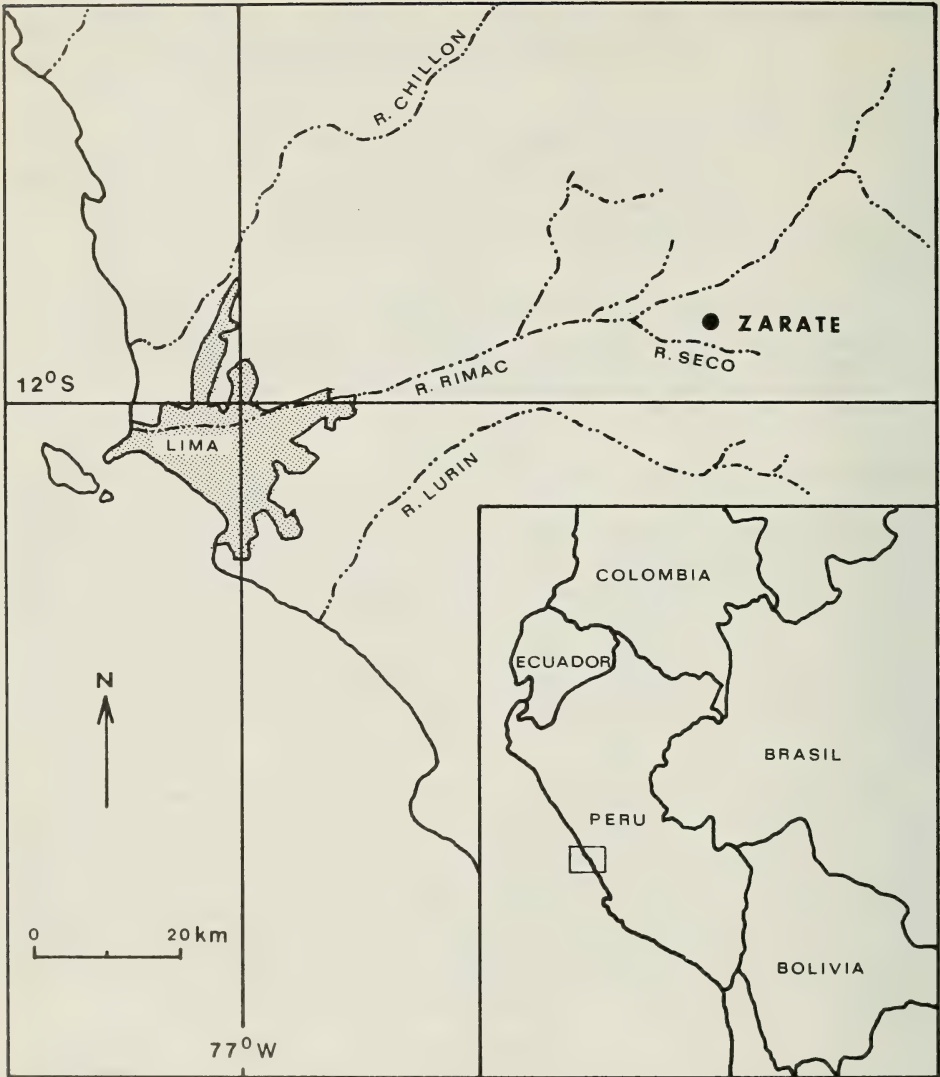 R. CHILLON
ZARATE
R. SECO
R. RIMAC
12°S
LIMA
R. LURIN
COLOMBIA
ECUADOR
N
BRASIL
PERU
0 20 km
BOLIVIA
77°W